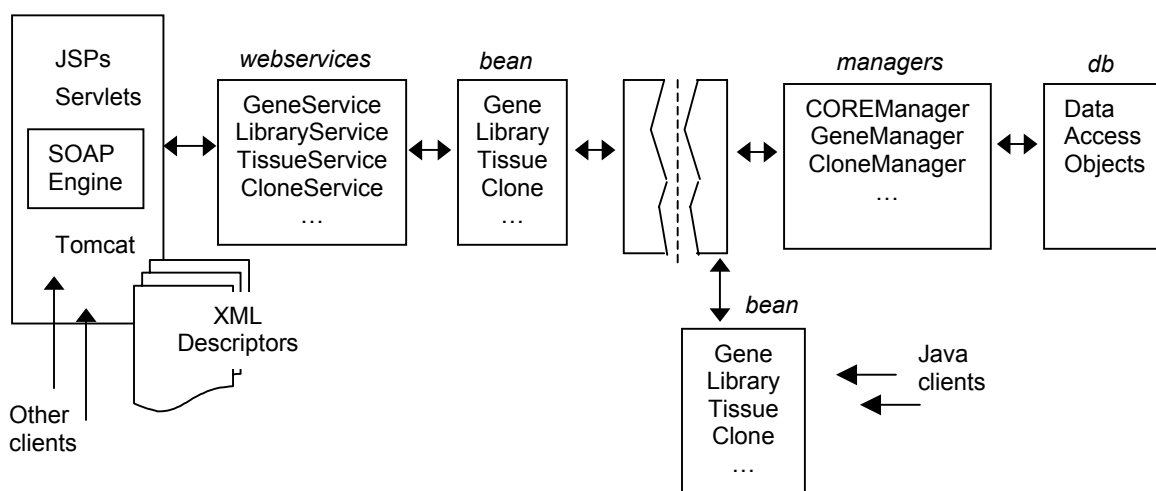 JSPs
Servlets
SOAP
Engine
Tomcat
webservices
GeneService
LibraryService
TissueService
CloneService
…
bean
Gene
Library
Tissue
Clone
…
managers
COREManager
GeneManager
CloneManager
…
db
Data
Access
Objects
XML
Descriptors
Other
clients
bean
Gene
Library
Tissue
Clone
…
Java
clients